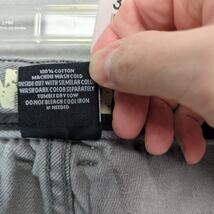 100% COTTON
MACHINE WASH COLD
INSIDE OUT WITH SIMILAR COLOR
WASH DARK COLOR SEPARATELY
TUMBLE DRY LOW
DO NOT BLEACH COOL IRON
IF NEEDED